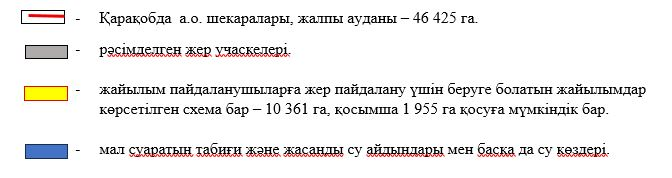 - Қарақобда а.о. шекаралары, жалпы ауданы – 46 425 га.
- рәсімделген жер учаскелері.
- жайылым пайдаланушыларға жер пайдалану үшін беруге болатын жайылымдар
көрсетілген схема бар – 10 361 га, қосымша 1 955 га қосуға мүмкіндік бар.
- мал суаратын табиғи және жасанды су айдындары мен басқа да су көздері.